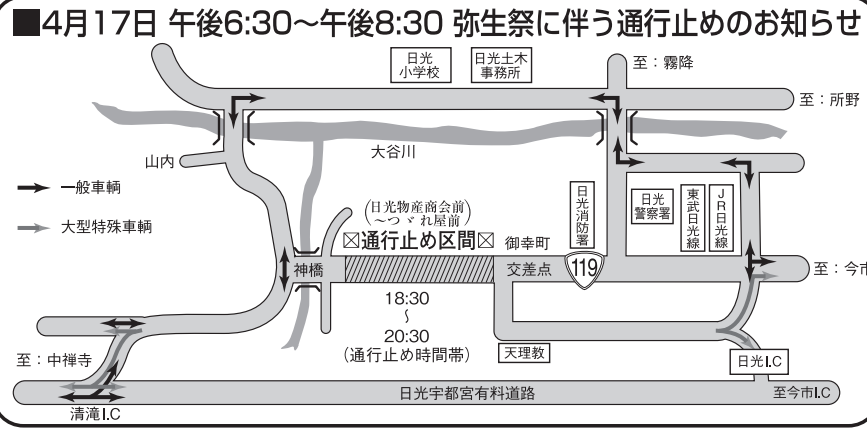 ■4月17日 午後6:30〜午後8:30 弥生祭に伴う通行止めのお知らせ
日光
小学校
日光土木
事務所
至：霧降
至：所野
大谷川
山内
一般車輌
大型特殊車輌
(日光物産商会前)
〜つゞれ屋前
☒通行止め区間☒
御幸町
交差点
日光消防署
119
日光
警察署
東武日光線
JR日光線
至：今市
神橋
18:30
〜
20:30
(通行止め時間帯)
天理教
至：中禅寺
日光I.C
日光宇都宮有料道路
至今市I.C
清滝I.C